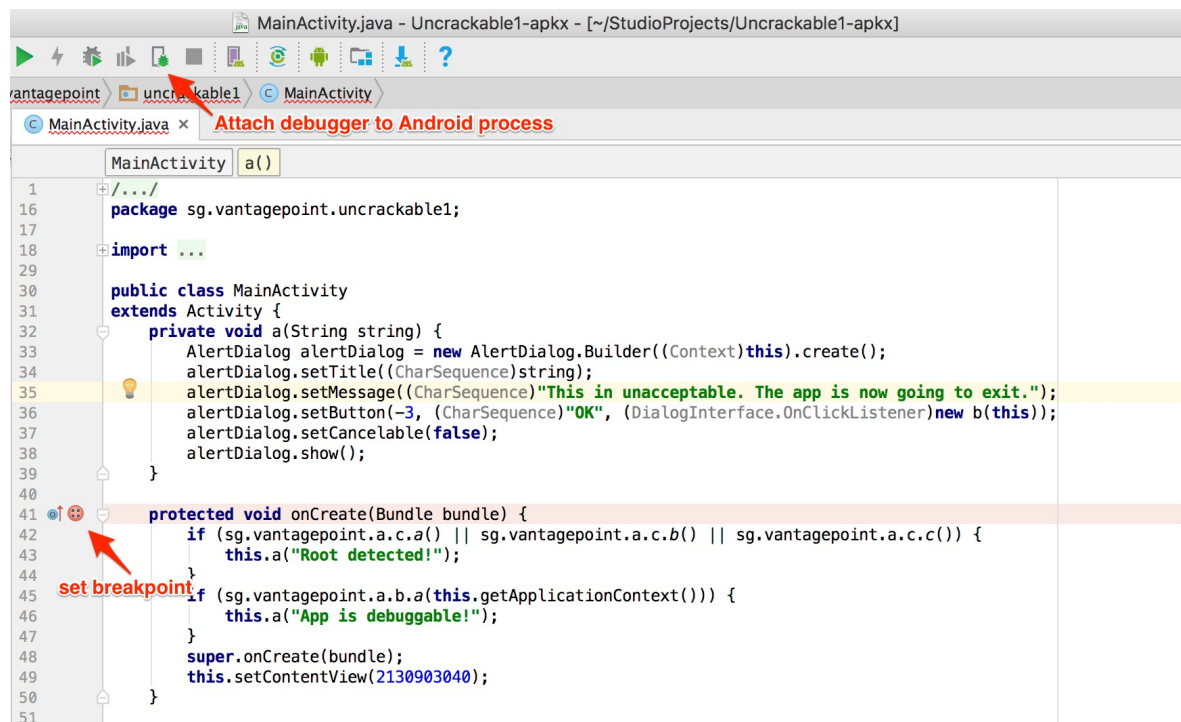 MainActivity.java - Uncrackable1-apkx - [~/StudioProjects/Uncrackable1-apkx]
?
vantagepoint uncrackable1 C MainActivity
C MainActivity.java × Attach debugger to Android process
MainActivity a()
1 /.../
16 package sg.vantagepoint.uncrackable1;
17
18 import ...
29
30 public class MainActivity
31 extends Activity {
32 private void a(String string) {
33 AlertDialog alertDialog = new AlertDialog.Builder((Context)this).create();
34 alertDialog.setTitle((CharSequence)string);
35 alertDialog.setMessage((CharSequence)"This in unacceptable. The app is now going to exit.");
36 alertDialog.setButton(-3, (CharSequence)"OK", (DialogInterface.OnClickListener)new b(this));
37 alertDialog.setCancelable(false);
38 alertDialog.show();
39 }
40
41 protected void onCreate(Bundle bundle) {
42 if (sg.vantagepoint.a.c.a() || sg.vantagepoint.a.c.b() || sg.vantagepoint.a.c.c()) {
43 this.a("Root detected!");
44 }
set breakpoint
45 if (sg.vantagepoint.a.b.a(this.getApplicationContext())) {
46 this.a("App is debuggable!");
47 }
48 super.onCreate(bundle);
49 this.setContentView(2130903040);
50 }
51